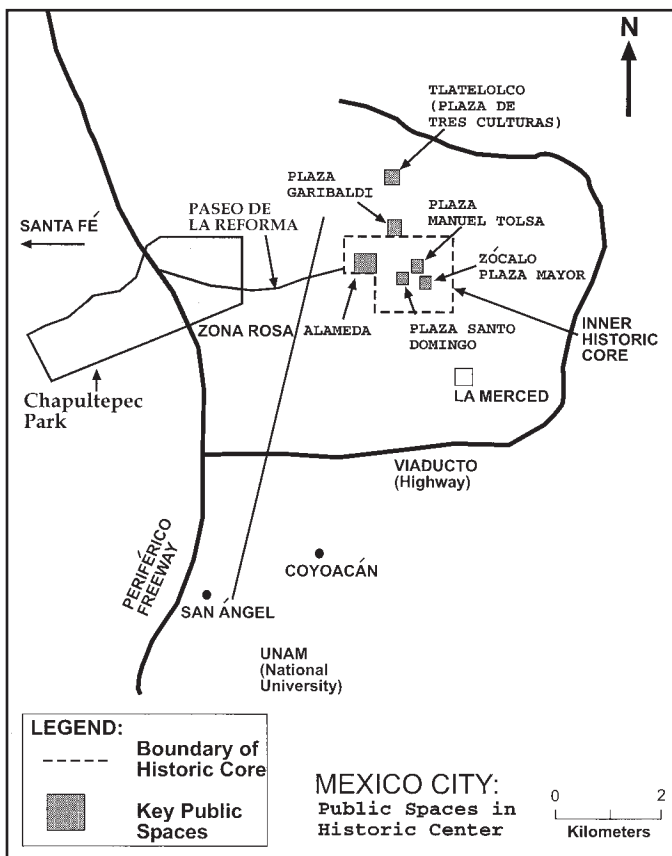 N
TLATELOLCO
(PLAZA DE
TRES CULTURAS)
PLAZA
GARIBALDI
PLAZA
MANUEL TOLSA
PASEO DE
LA REFORMA
SANTA FÉ
ZÓCALO
PLAZA MAYOR
ZONA ROSA
ALAMEDA
PLAZA SANTO
DOMINGO
INNER
HISTORIC
CORE
Chapultepec
Park
LA MERCED
VIADUCTO
(Highway)
PERIFÉRICO
FREEWAY
COYOACÁN
SAN ÁNGEL
UNAM
(National
University)
LEGEND:
Boundary of
Historic Core
Key Public
Spaces
MEXICO CITY:
Public Spaces in
Historic Center
0 2
Kilometers